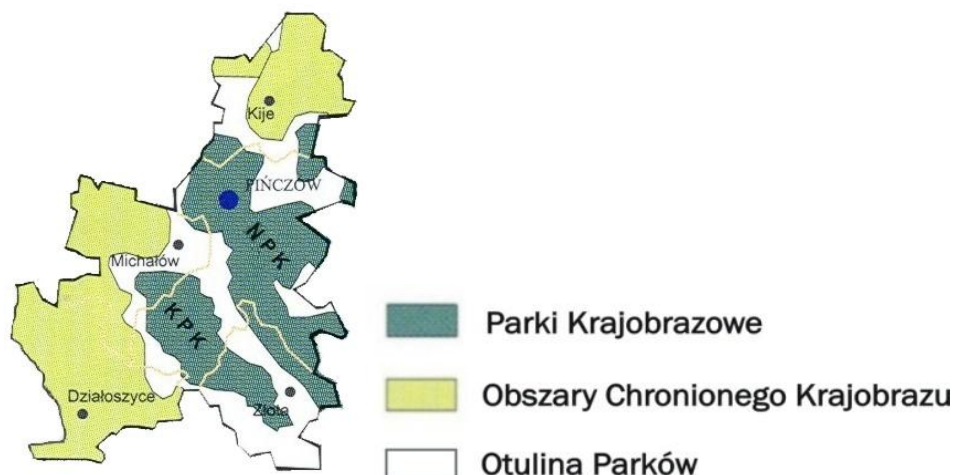 Kije
PIŃCZÓW
NPK
Michałów
KPK
Działoszyce
Złota
Parki Krajobrazowe
Obszary Chronionego Krajobrazu
Otulina Parków